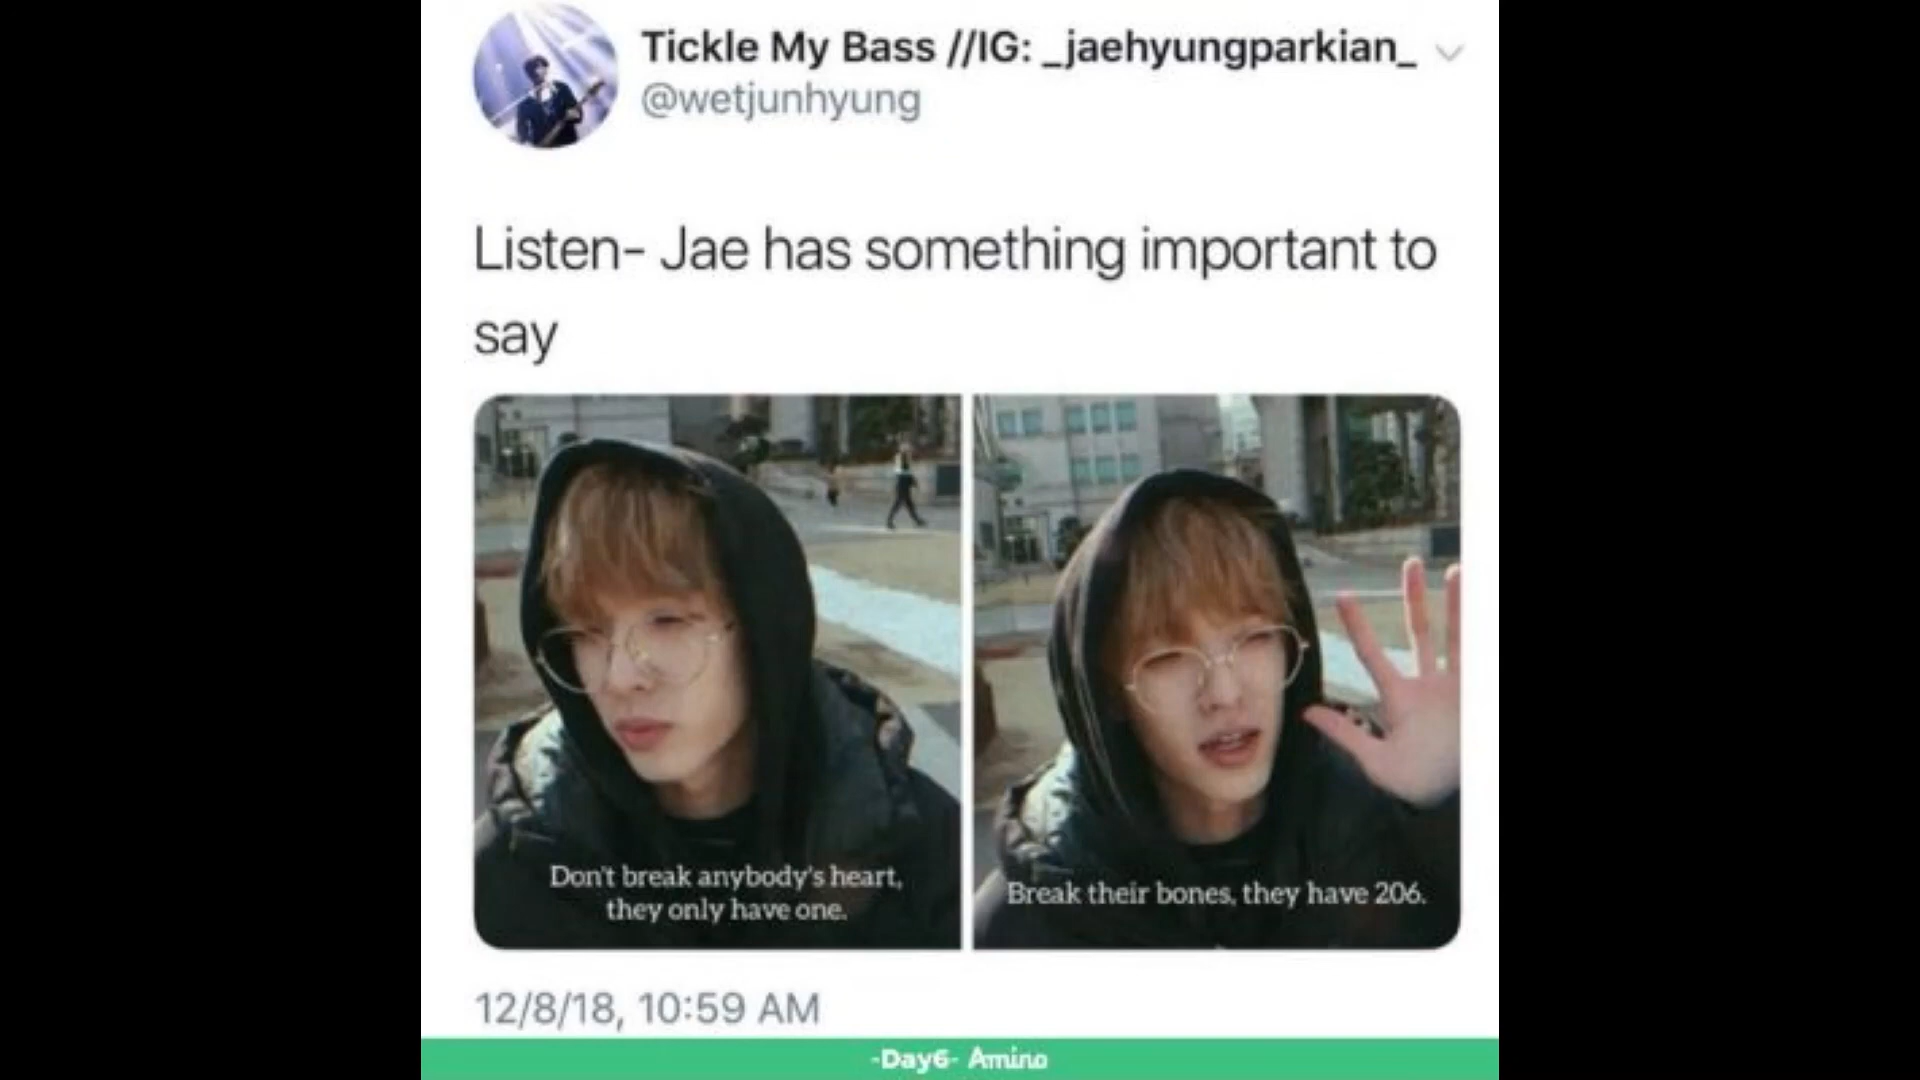 Tickle My Bass //IG: _jaehyungparkian_
@wetjunhyung
Listen- Jae has something important to
say
Don't break anybody's heart,
they only have one.
Break their bones, they have 206.
12/8/18, 10:59 AM
-Day6- Amino